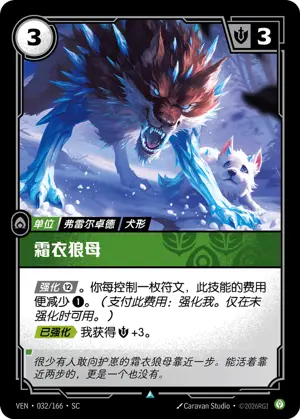 3
3
单位 弗雷尔卓德 犬形
霜衣狼母
强化 12 。你每控制一枚符文，此技能的费用
便减少 1 。（支付此费用：强化我。仅在未
强化时可用。）
已强化 我获得 +3。
很少有人敢向护崽的霜衣狼母靠近一步。能活着靠
近两步的，更是一个也没有。
VEN • 032/166 • SC
Caravan Studio • ©2026RGI